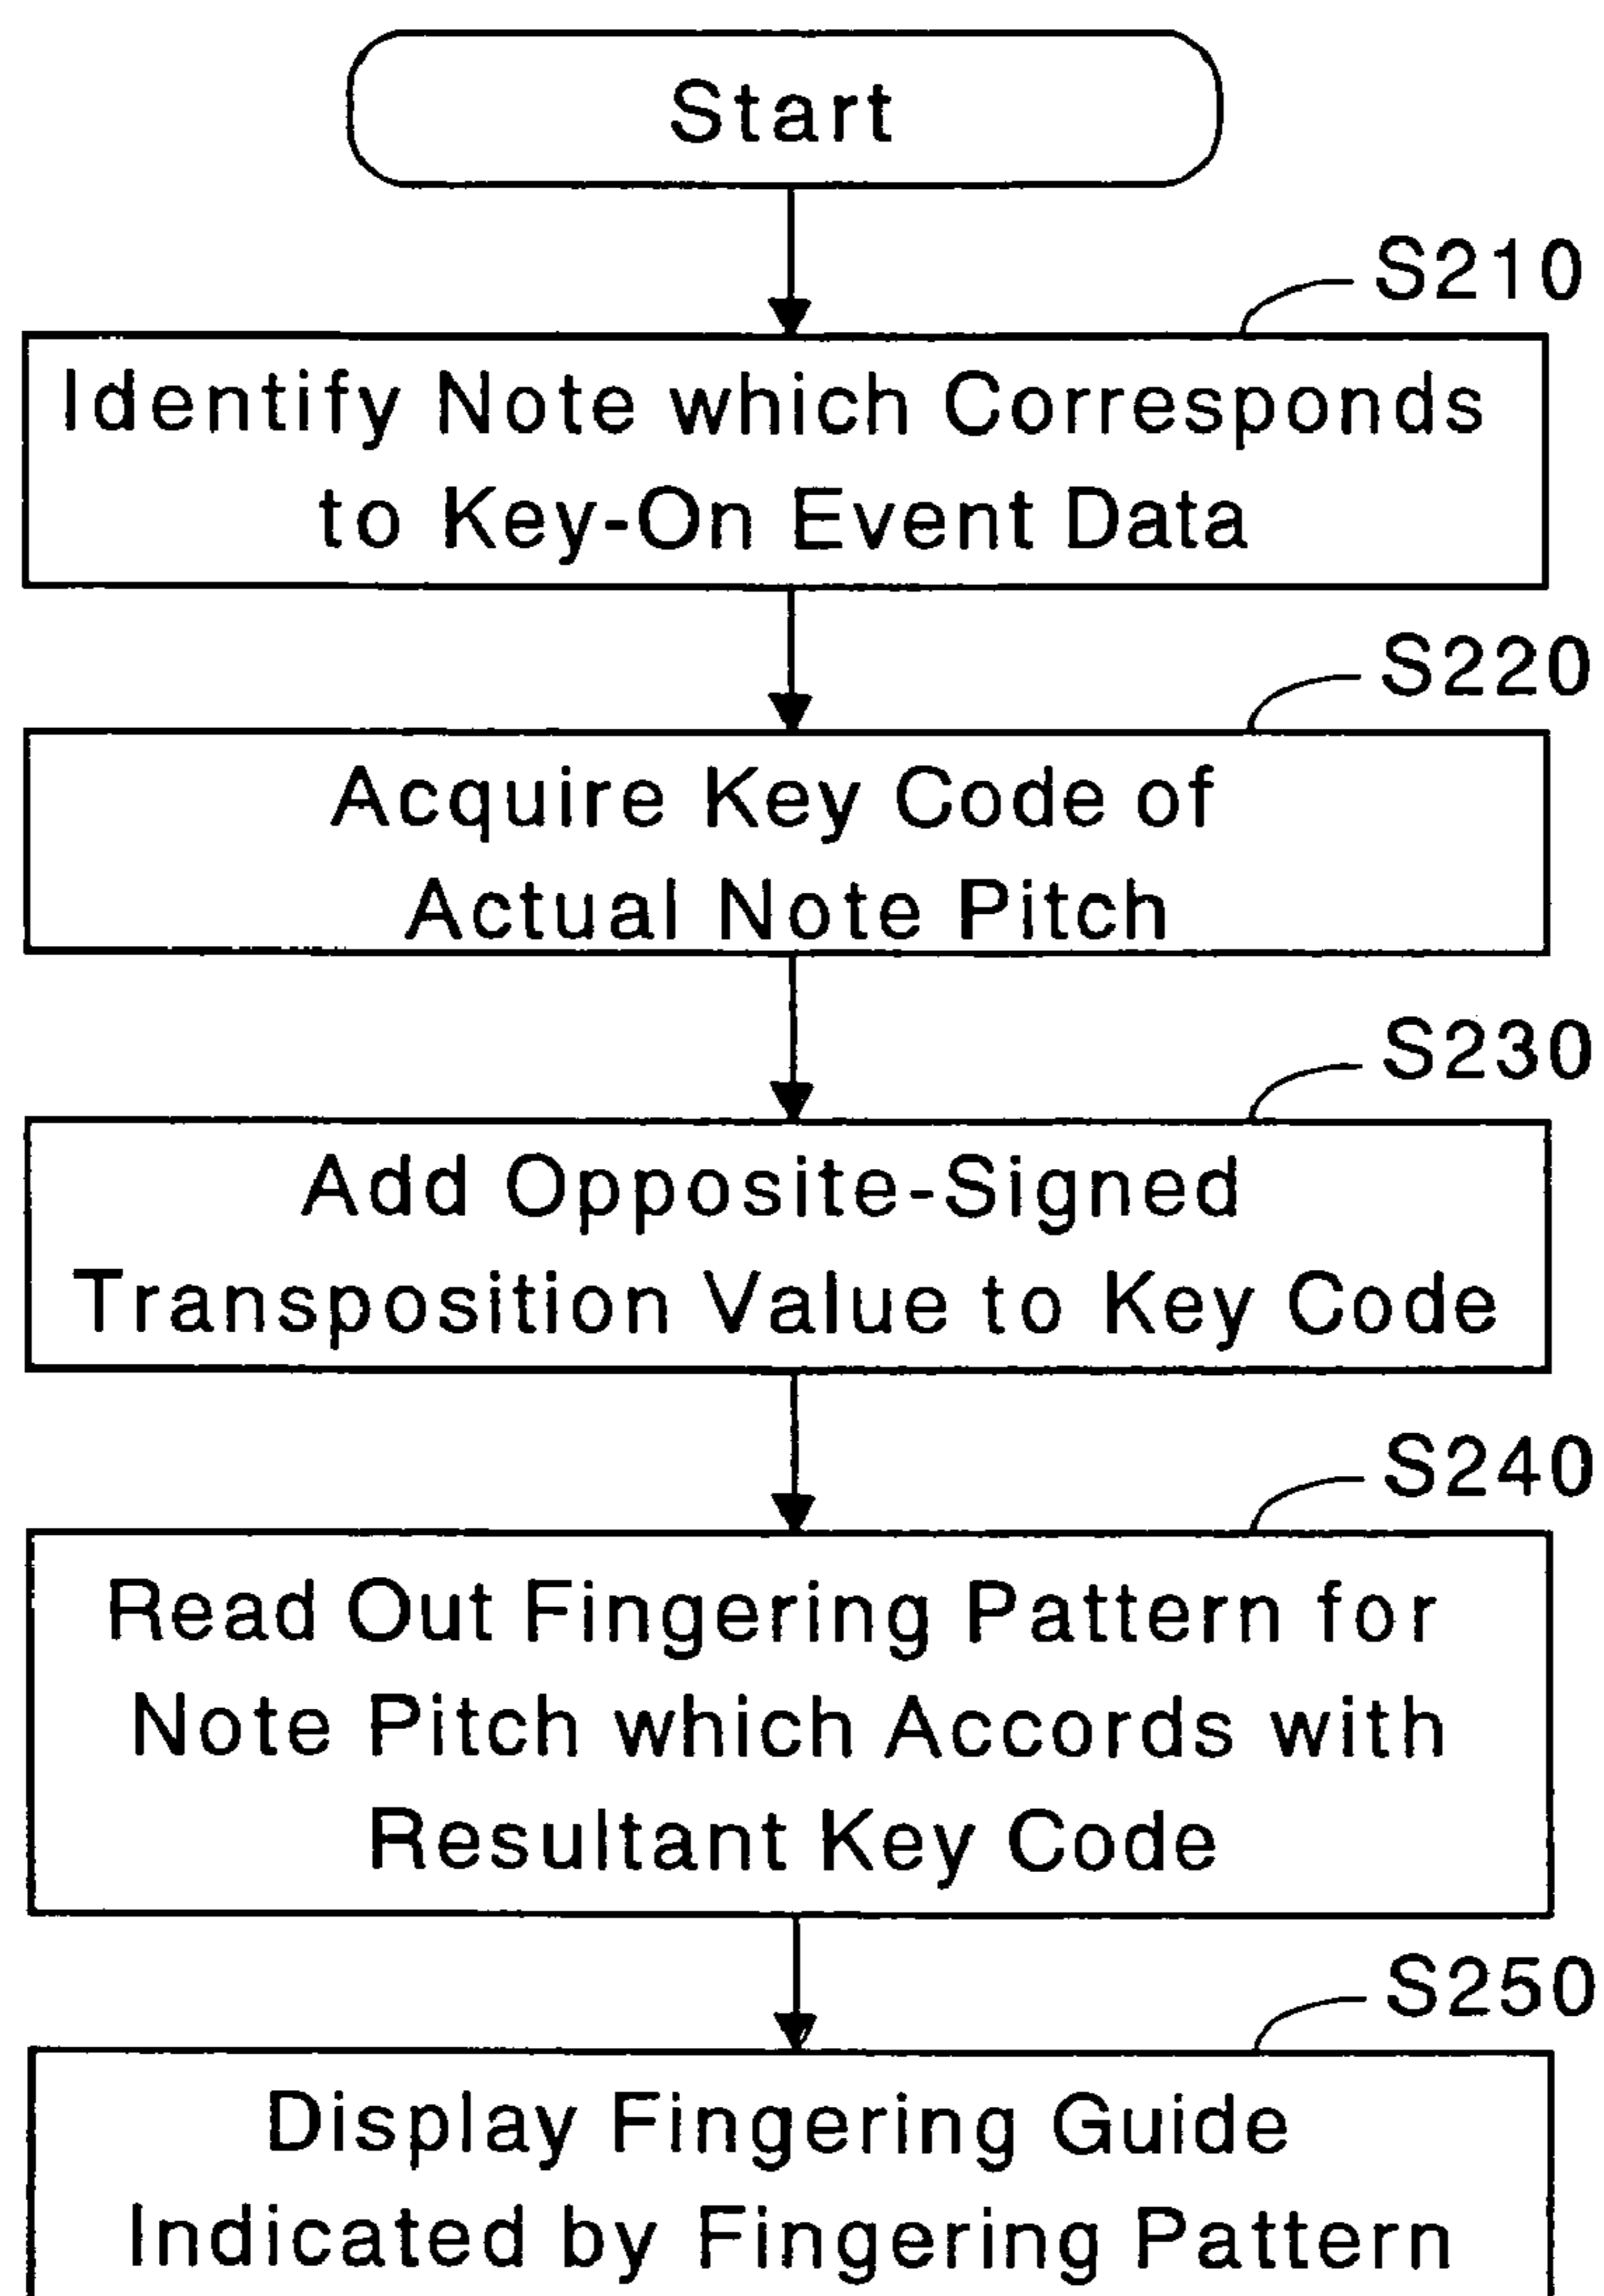 Start
S210
Identify Note which Corresponds
to Key-On Event Data
S220
Acquire Key Code of
Actual Note Pitch
S230
Add Opposite-Signed
Transposition Value to Key Code
S240
Read Out Fingering Pattern for
Note Pitch which Accords with
Resultant Key Code
S250
Display Fingering Guide
Indicated by Fingering Pattern